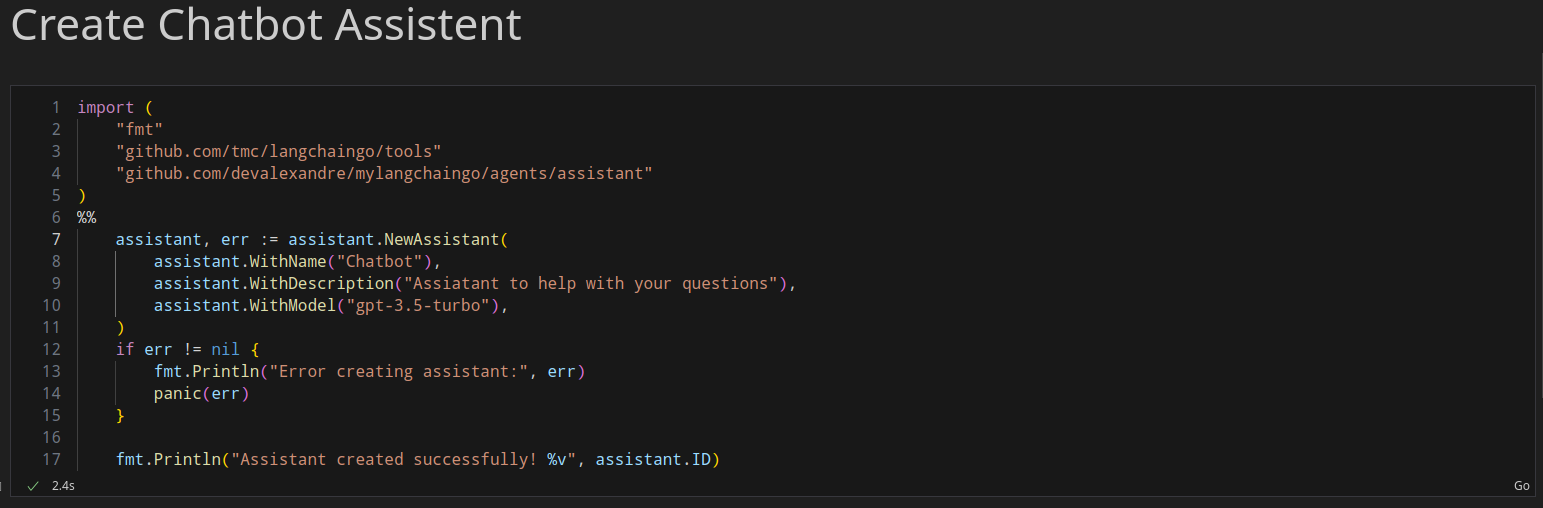 Create Chatbot Assistent
1 import (
2     "fmt"
3     "github.com/tmc/langchaingo/tools"
4     "github.com/devalexandre/mylangchaingo/agents/assistant"
5 )
6 %%
7     assistant, err := assistant.NewAssistant(
8         assistant.WithName("Chatbot"),
9         assistant.WithDescription("Assiatant to help with your questions"),
10         assistant.WithModel("gpt-3.5-turbo"),
11     )
12     if err != nil {
13         fmt.Println("Error creating assistant:", err)
14         panic(err)
15     }
16
17     fmt.Println("Assistant created successfully! %v", assistant.ID)
2.4s Go